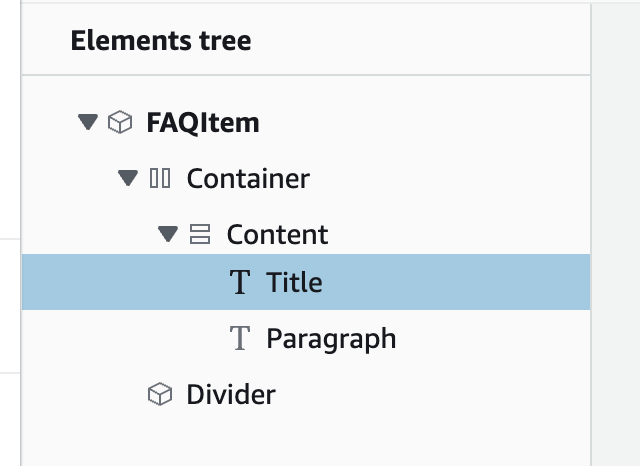 Elements tree
FAQItem
Container
Content
Title
Paragraph
Divider